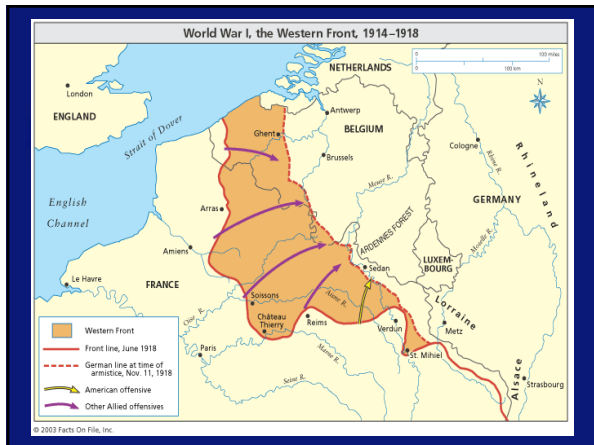 World War I, the Western Front, 1914–1918
0 100 miles
0 100 km
N
NETHERLANDS
London
ENGLAND
Strait of Dover
Antwerp
Ghent
BELGIUM
Brussels
Cologne
Rhine R.
Rhineland
Meuse R.
English
Channel
Arras
GERMANY
ARDENNES FOREST
Moselle R.
Amiens
LUXEM-
BOURG
Sedan
Le Havre
FRANCE
Soissons
Aisne R.
Lorraine
Oise R.
Château
Thierry
Reims
Verdun
Metz
Paris
Marne R.
St. Mihiel
Seine R.
Alsace
Strasbourg
Western Front
Front line, June 1918
German line at time of
armistice, Nov. 11, 1918
American offensive
Other Allied offensives
© 2003 Facts On File, Inc.